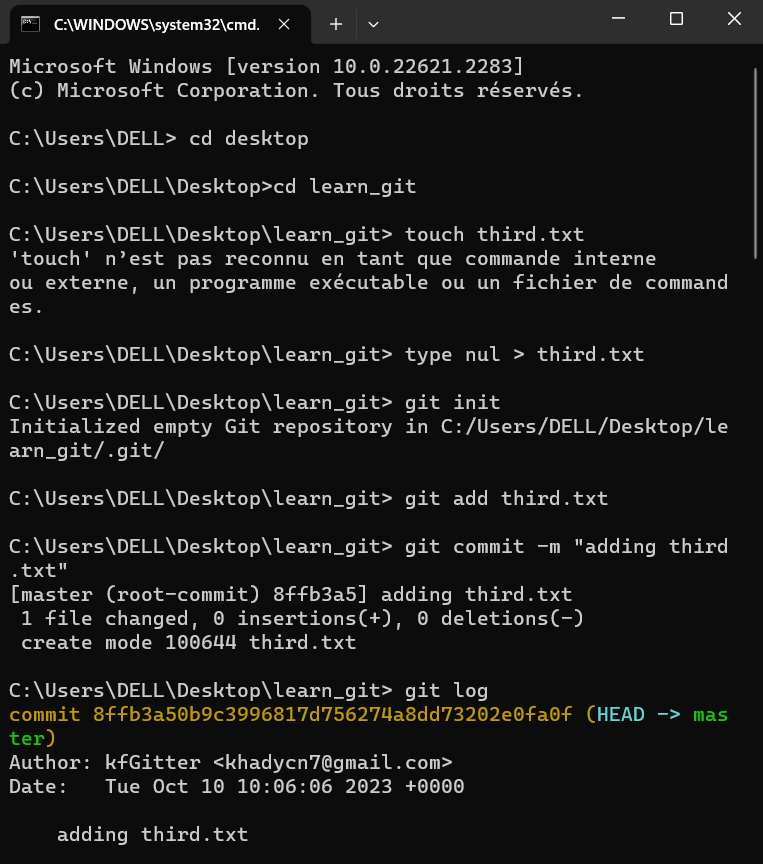 C:\WINDOWS\system32\cmd.
Microsoft Windows [version 10.0.22621.2283]
(c) Microsoft Corporation. Tous droits réservés.
C:\Users\DELL> cd desktop
C:\Users\DELL\Desktop>cd learn_git
C:\Users\DELL\Desktop\learn_git> touch third.txt
'touch' n’est pas reconnu en tant que commande interne
ou externe, un programme exécutable ou un fichier de command
es.
C:\Users\DELL\Desktop\learn_git> type nul > third.txt
C:\Users\DELL\Desktop\learn_git> git init
Initialized empty Git repository in C:/Users/DELL/Desktop/le
arn_git/.git/
C:\Users\DELL\Desktop\learn_git> git add third.txt
C:\Users\DELL\Desktop\learn_git> git commit -m "adding third
.txt"
[master (root-commit) 8ffb3a5] adding third.txt
 1 file changed, 0 insertions(+), 0 deletions(-)
 create mode 100644 third.txt
C:\Users\DELL\Desktop\learn_git> git log
commit 8ffb3a50b9c3996817d756274a8dd73202e0fa0f (HEAD -> mas
ter)
Author: kfGitter <khadycn7@gmail.com>
Date:   Tue Oct 10 10:06:06 2023 +0000
    adding third.txt